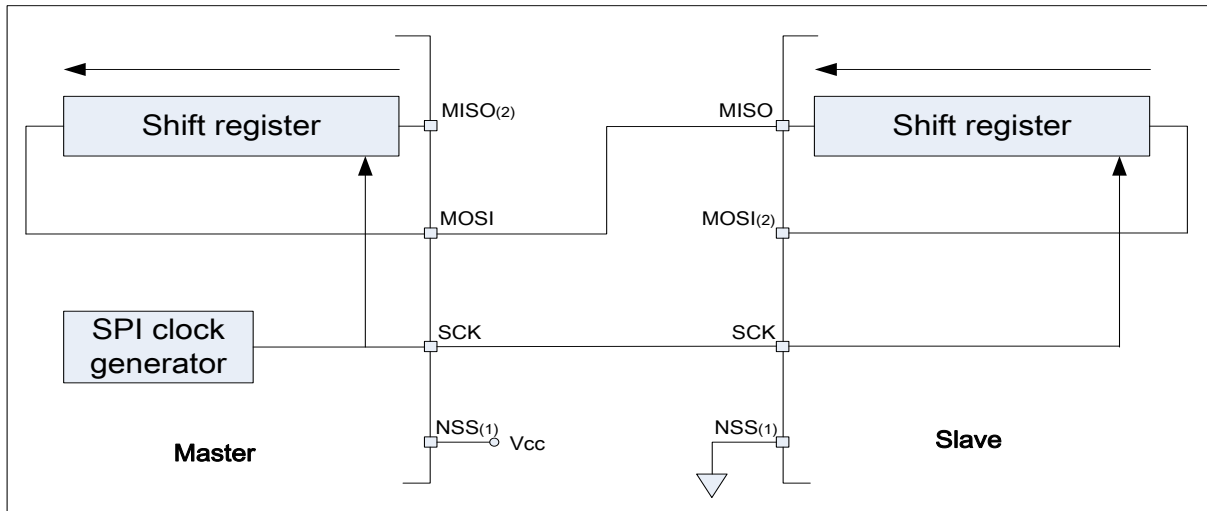 Shift register
MISO(2)
MISO
Shift register
MOSI
MOSI(2)
SPI clock
generator
SCK
SCK
NSS(1)
Vcc
NSS(1)
Master
Slave